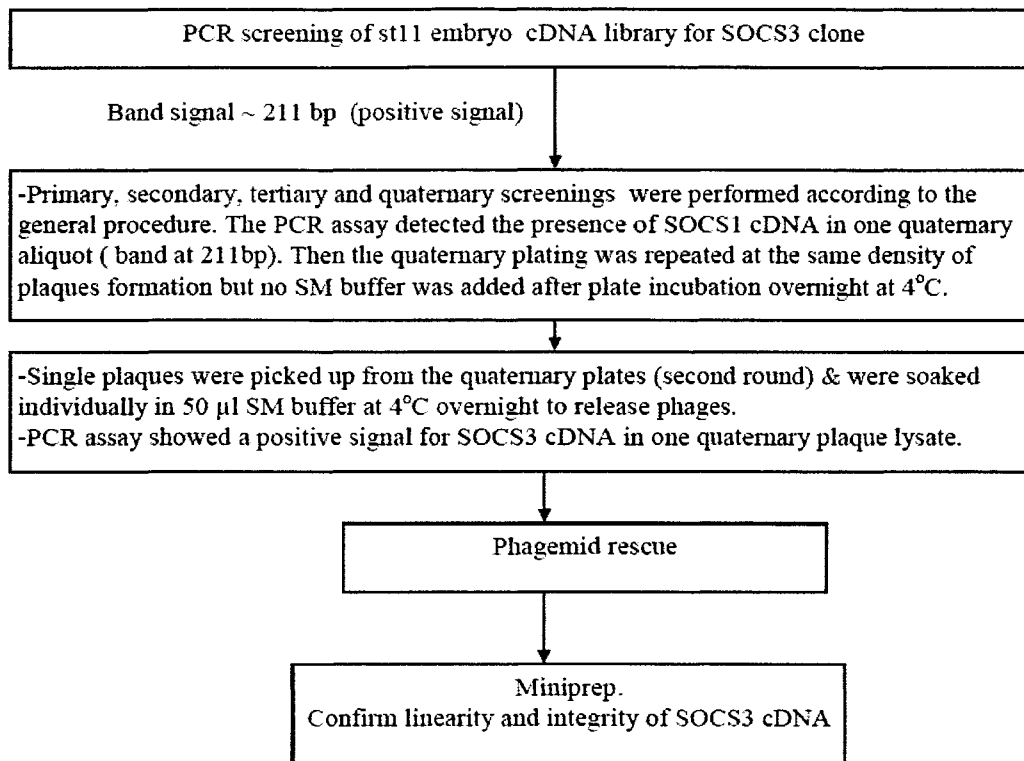 PCR screening of st11 embryo cDNA library for SOCS3 clone
Band signal ~ 211 bp (positive signal)
-Primary, secondary, tertiary and quaternary screenings were performed according to the
general procedure. The PCR assay detected the presence of SOCS1 cDNA in one quaternary
aliquot ( band at 211bp). Then the quaternary plating was repeated at the same density of
plaques formation but no SM buffer was added after plate incubation overnight at 4°C.
-Single plaques were picked up from the quaternary plates (second round) & were soaked
individually in 50 µl SM buffer at 4°C overnight to release phages.
-PCR assay showed a positive signal for SOCS3 cDNA in one quaternary plaque lysate.
Phagemid rescue
Miniprep.
Confirm linearity and integrity of SOCS3 cDNA